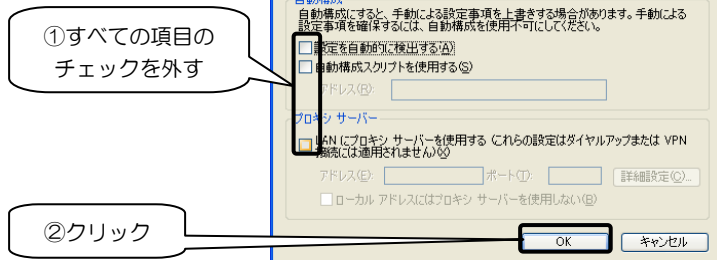 自動構成
自動構成にすると、手動による設定事項を上書きする場合があります。手動による
設定事項を確保するには、自動構成を使用不可にしてください。
①すべての項目の
チェックを外す
設定を自動的に検出する(A)
自動構成スクリプトを使用する(S)
アドレス(R):
プロキシ サーバー
LAN にプロキシ サーバーを使用する (これらの設定はダイヤルアップまたは VPN
接続には適用されません)(X)
アドレス(E):
ポート(T):
詳細設定(C)...
ローカル アドレスにはプロキシ サーバーを使用しない(B)
②クリック
OK
キャンセル